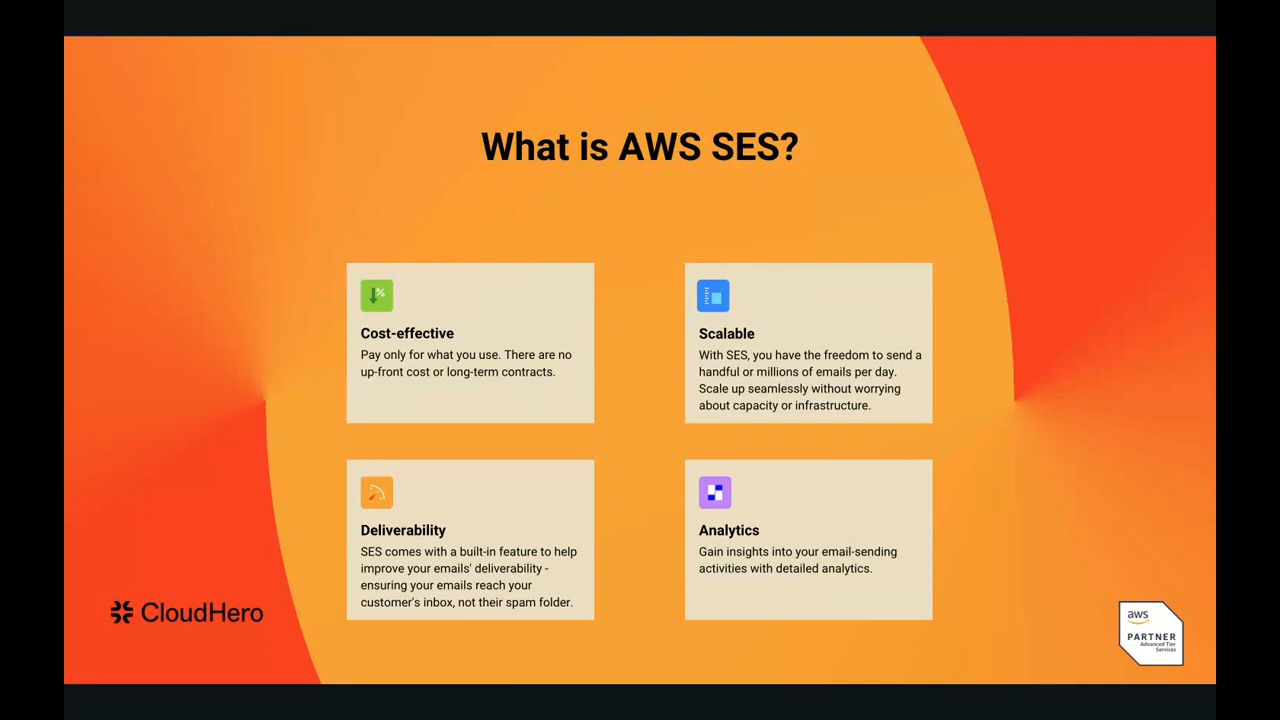 What is AWS SES?
%
Cost-effective
Pay only for what you use. There are no
up-front cost or long-term contracts.
Scalable
With SES, you have the freedom to send a
handful or millions of emails per day.
Scale up seamlessly without worrying
about capacity or infrastructure.
Deliverability
SES comes with a built-in feature to help
improve your emails' deliverability -
ensuring your emails reach your
customer's inbox, not their spam folder.
Analytics
Gain insights into your email-sending
activities with detailed analytics.
CloudHero
aws
PARTNER
Advanced Tier
Services